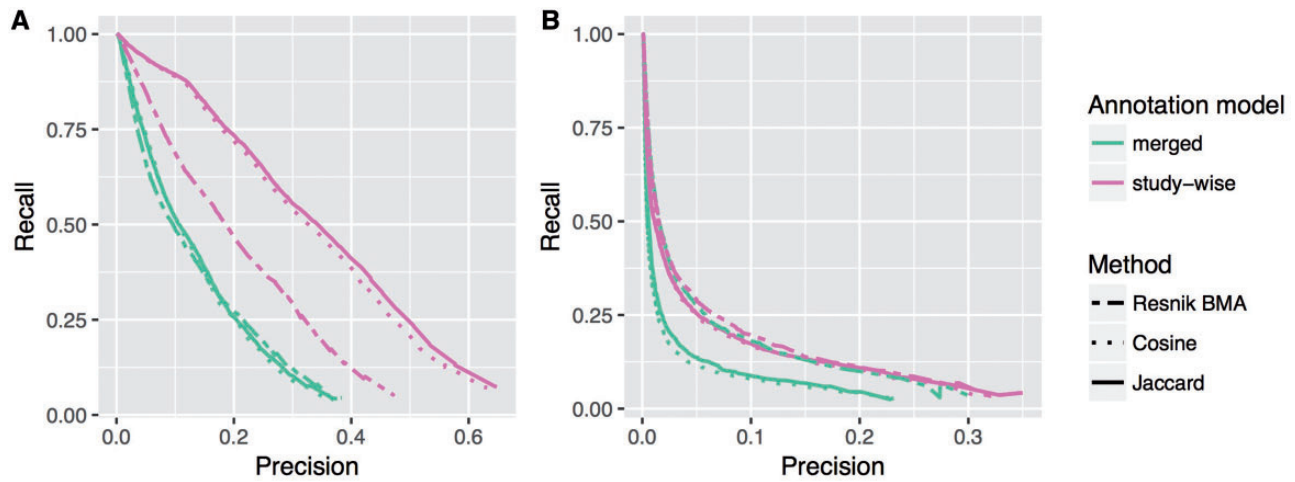 A
1.00
0.75
0.50
0.25
0.00
Recall
0.0 0.2 0.4 0.6
Precision
B
1.00
0.75
0.50
0.25
0.00
Recall
0.0 0.1 0.2 0.3
Precision
Annotation model
merged
study−wise
Method
Resnik BMA
Cosine
Jaccard